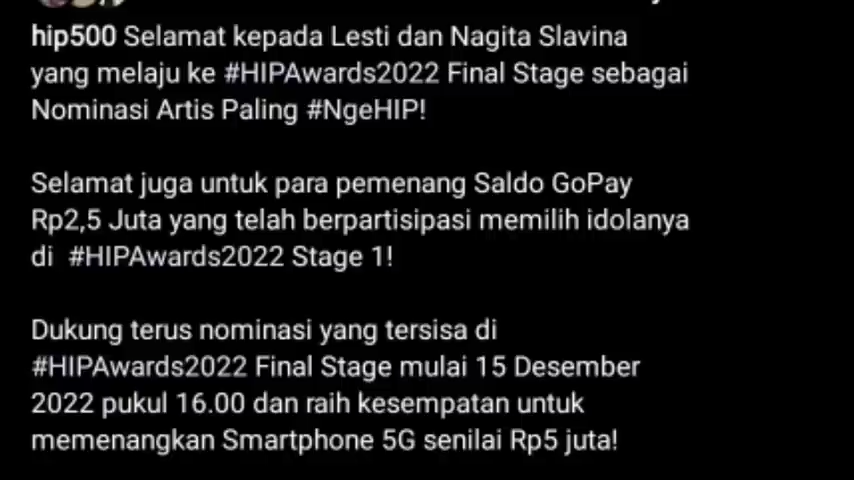 hip500 Selamat kepada Lesti dan Nagita Slavina
yang melaju ke #HIPAwards2022 Final Stage sebagai
Nominasi Artis Paling #NgeHIP!
Selamat juga untuk para pemenang Saldo GoPay
Rp2,5 Juta yang telah berpartisipasi memilih idolanya
di #HIPAwards2022 Stage 1!
Dukung terus nominasi yang tersisa di
#HIPAwards2022 Final Stage mulai 15 Desember
2022 pukul 16.00 dan raih kesempatan untuk
memenangkan Smartphone 5G senilai Rp5 juta!